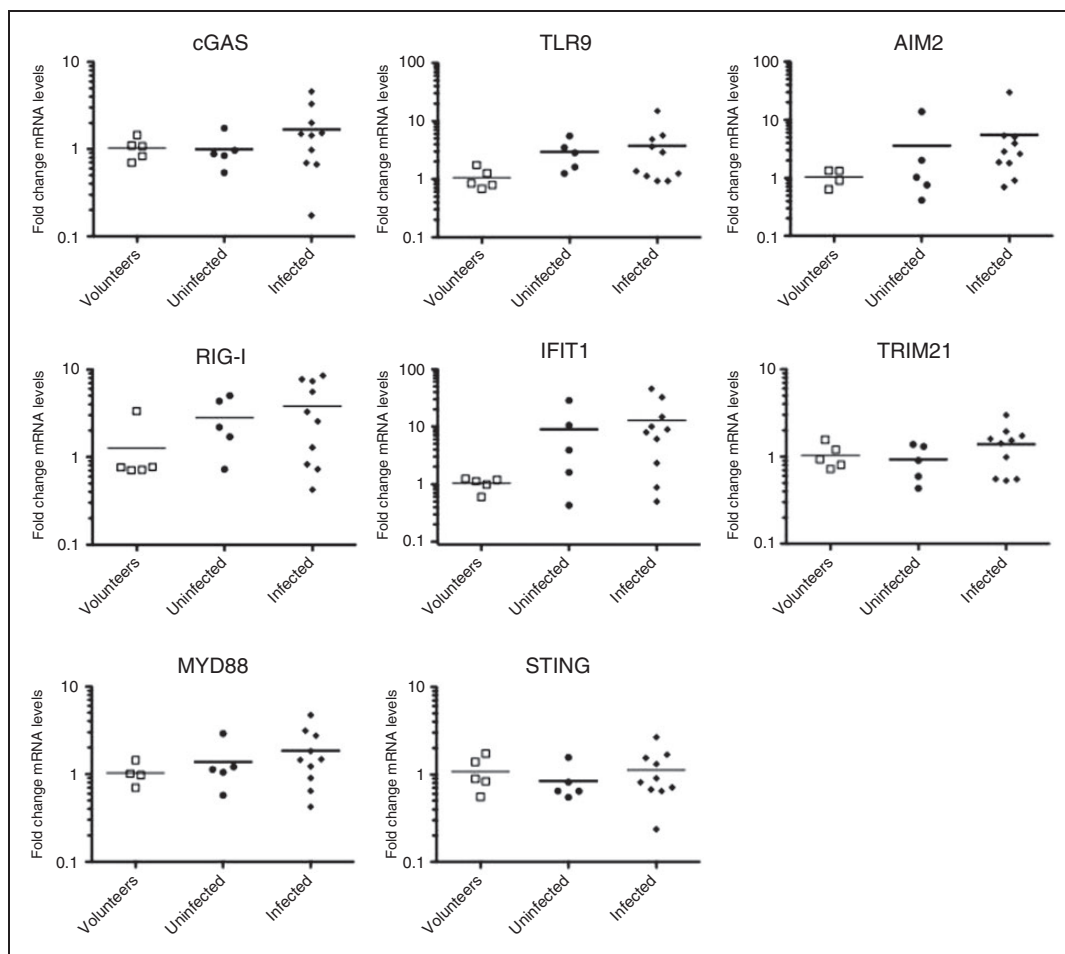 cGAS
Fold change mRNA levels
10
1
0.1
Volunteers
Uninfected
Infected
TLR9
Fold change mRNA levels
100
10
1
0.1
Volunteers
Uninfected
Infected
AIM2
Fold change mRNA levels
100
10
1
0.1
Volunteers
Uninfected
Infected
RIG-I
Fold change mRNA levels
10
1
0.1
Volunteers
Uninfected
Infected
IFIT1
Fold change mRNA levels
100
10
1
0.1
Volunteers
Uninfected
Infected
TRIM21
Fold change mRNA levels
10
1
0.1
Volunteers
Uninfected
Infected
MYD88
Fold change mRNA levels
10
1
0.1
Volunteers
Uninfected
Infected
STING
Fold change mRNA levels
10
1
0.1
Volunteers
Uninfected
Infected